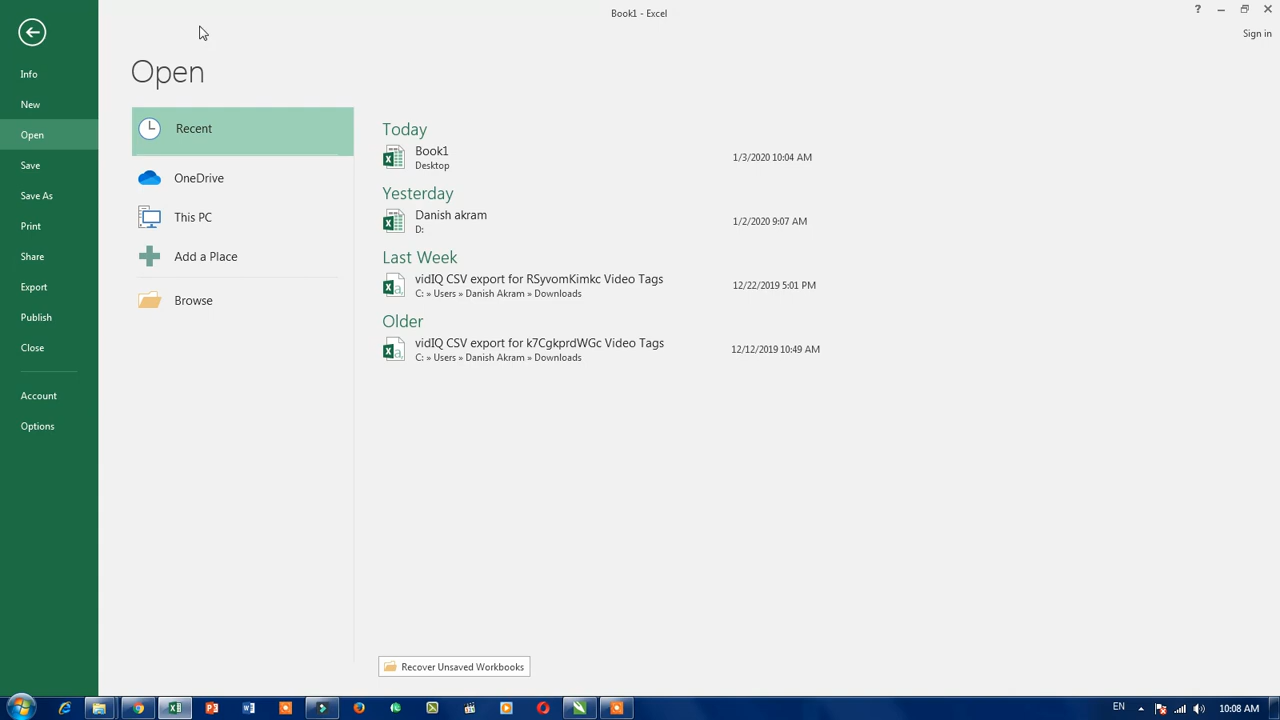 Book1 - Excel
?
Sign in
Info
New
Open
Save
Save As
Print
Share
Export
Publish
Close
Account
Options
Open
Recent
OneDrive
This PC
Add a Place
Browse
Today
Book1 1/3/2020 10:04 AM
Desktop
Yesterday
Danish akram 1/2/2020 9:07 AM
D:
Last Week
vidIQ CSV export for RSyvomKimkc Video Tags 12/22/2019 5:01 PM
C: » Users » Danish Akram » Downloads
Older
vidIQ CSV export for k7CgkprdWGc Video Tags 12/12/2019 10:49 AM
C: » Users » Danish Akram » Downloads
Recover Unsaved Workbooks
EN 10:08 AM